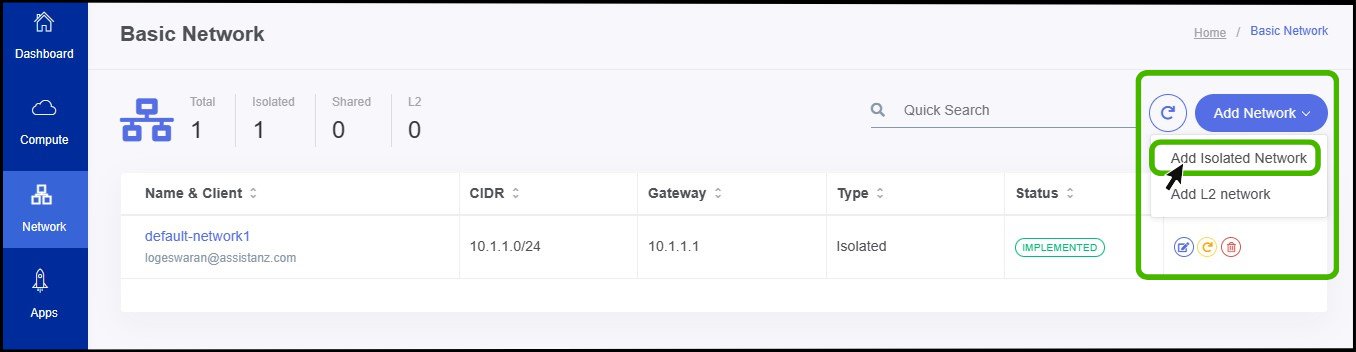 Dashboard
Compute
Network
Apps
Basic Network
Home / Basic Network
Total Isolated Shared L2
1 1 0 0
Quick Search
Add Network
Add Isolated Network
Add L2 network
Name & Client CIDR Gateway Type Status
default-network1 10.1.1.0/24 10.1.1.1 Isolated IMPLEMENTED
logeswaran@assistanz.com